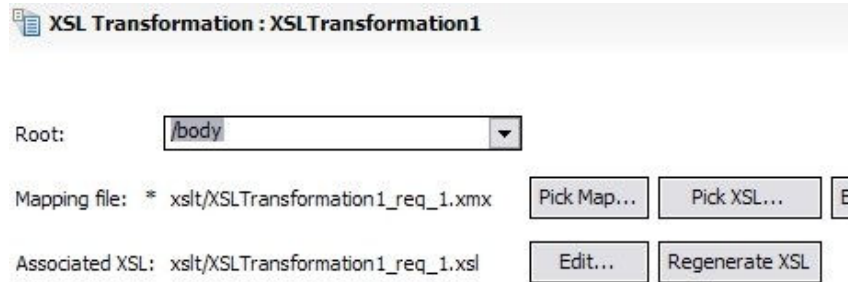 XSL Transformation : XSLTransformation1
Root: /body
Mapping file: * xslt/XSLTransformation1_req_1.xmx Pick Map... Pick XSL...
Associated XSL: xslt/XSLTransformation1_req_1.xsl Edit... Regenerate XSL